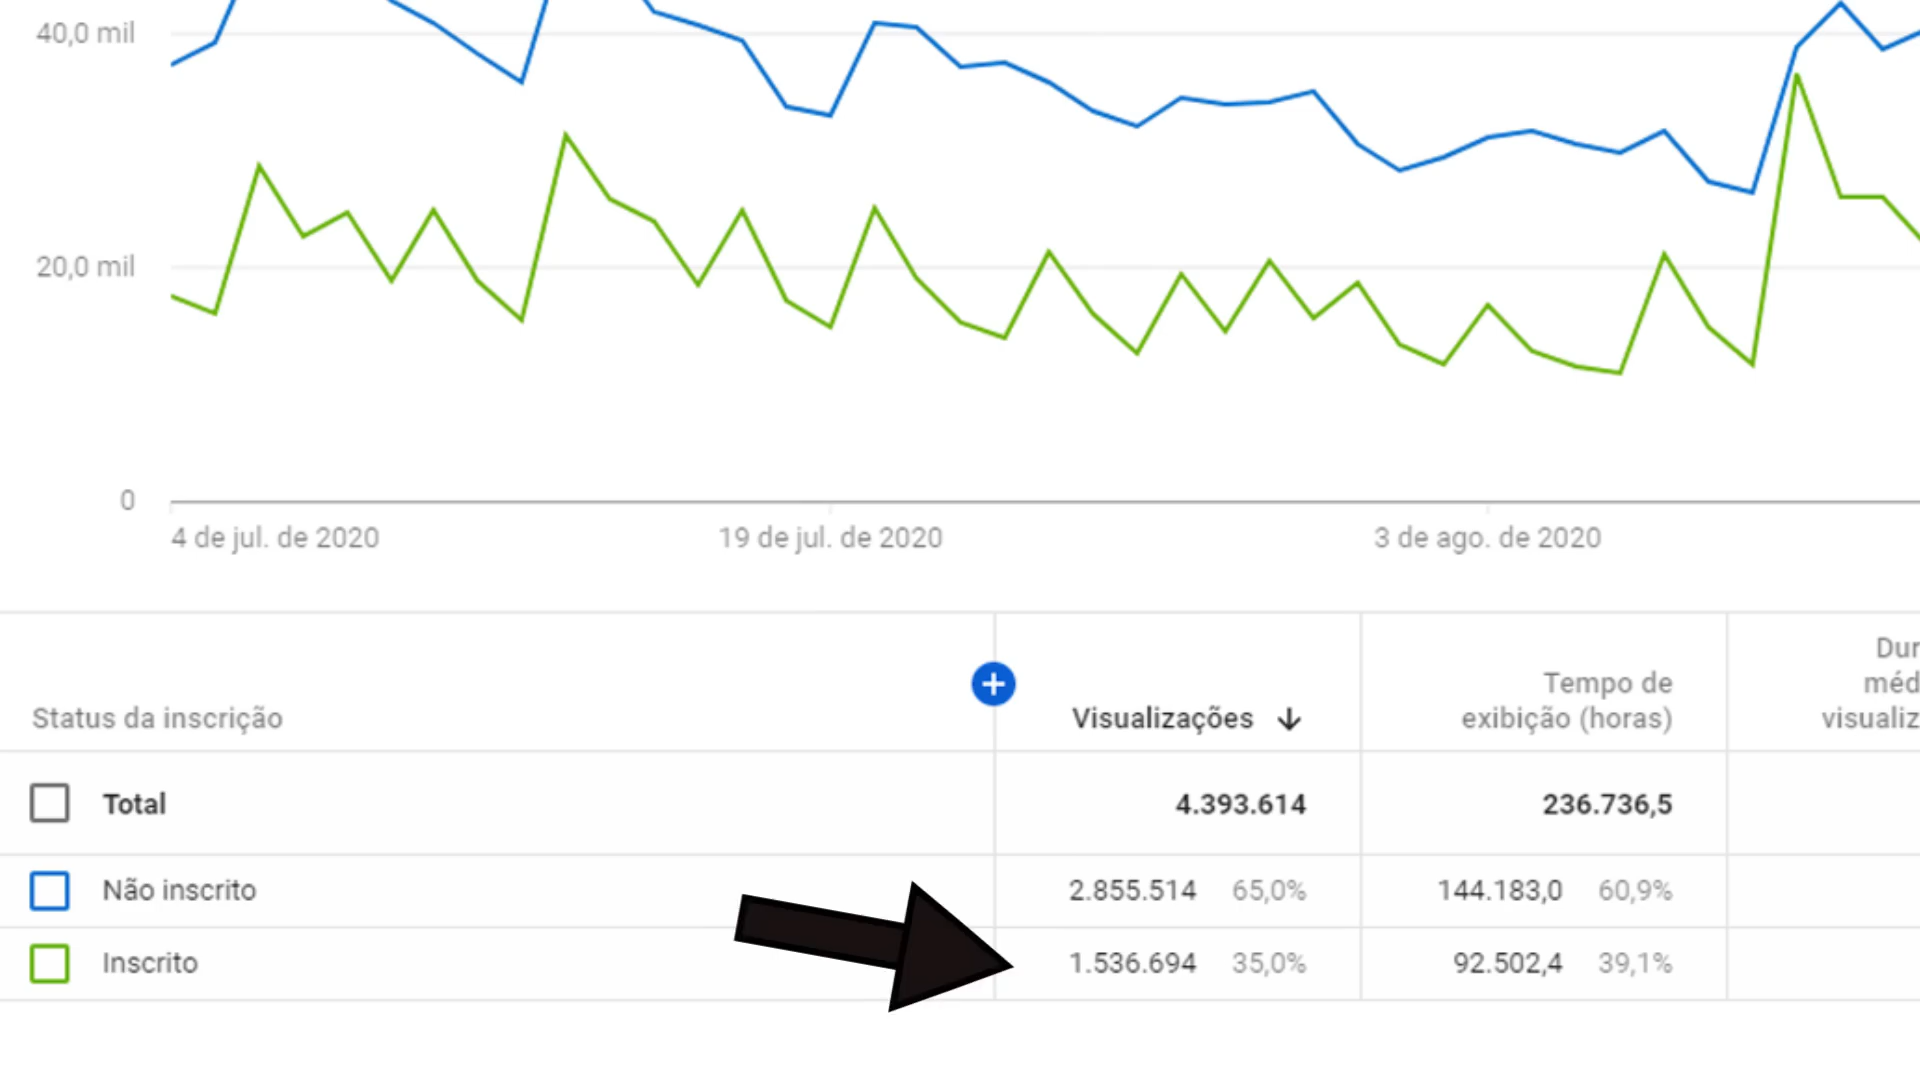 40,0 mil
20,0 mil
0
4 de jul. de 2020 19 de jul. de 2020 3 de ago. de 2020
Status da inscrição
Visualizações
Tempo de
exibição (horas)
Dur
méd
visualiz
Total 4.393.614 236.736,5
Não inscrito 2.855.514 65,0% 144.183,0 60,9%
Inscrito 1.536.694 35,0% 92.502,4 39,1%